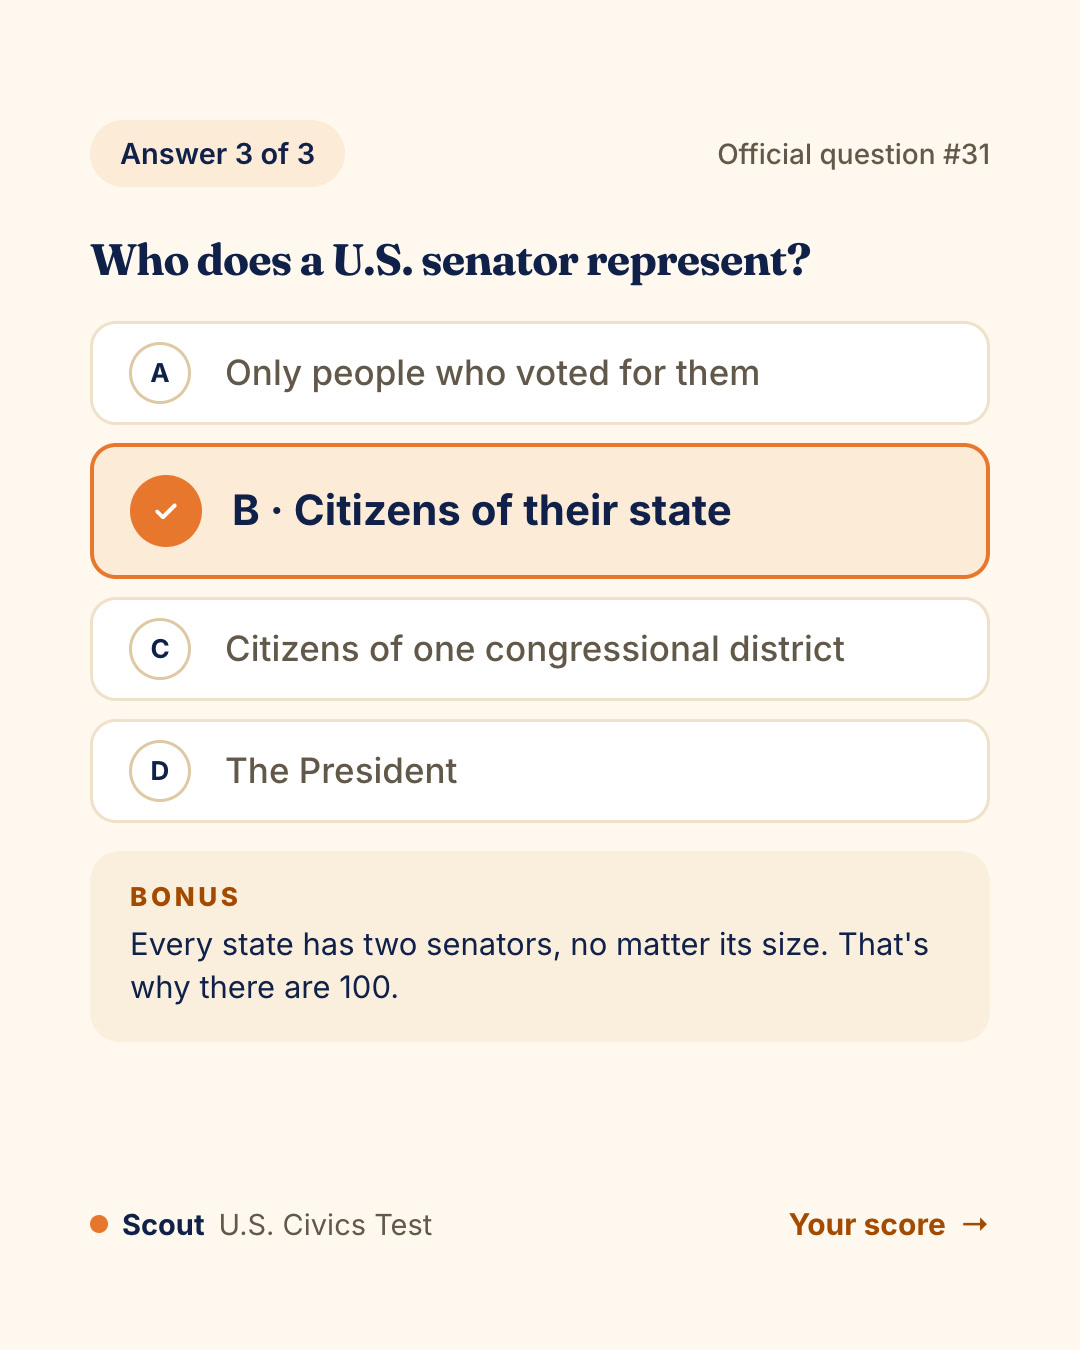 Answer 3 of 3
Official question #31
Who does a U.S. senator represent?
A Only people who voted for them
B · Citizens of their state
C Citizens of one congressional district
D The President
BONUS
Every state has two senators, no matter its size. That's
why there are 100.
Scout U.S. Civics Test
Your score →